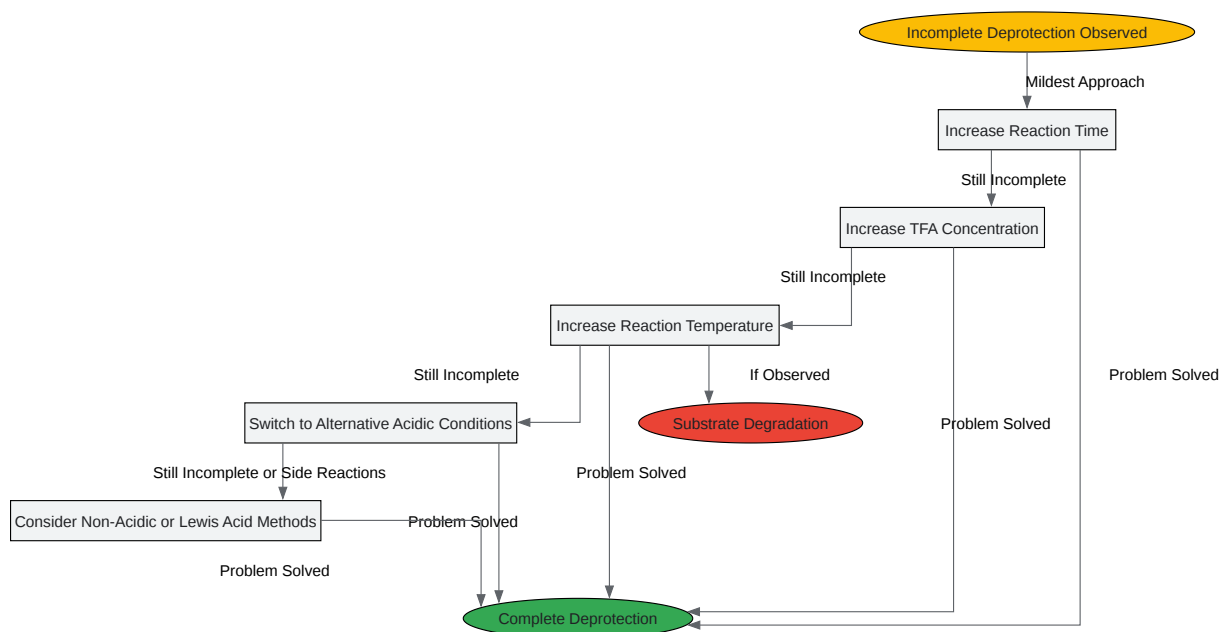 Incomplete Deprotection Observed
Mildest Approach
Increase Reaction Time
Still Incomplete
Increase TFA Concentration
Still Incomplete
Increase Reaction Temperature
Still Incomplete
If Observed
Problem Solved
Switch to Alternative Acidic Conditions
Substrate Degradation
Problem Solved
Still Incomplete or Side Reactions
Problem Solved
Consider Non-Acidic or Lewis Acid Methods
Problem Solved
Problem Solved
Complete Deprotection